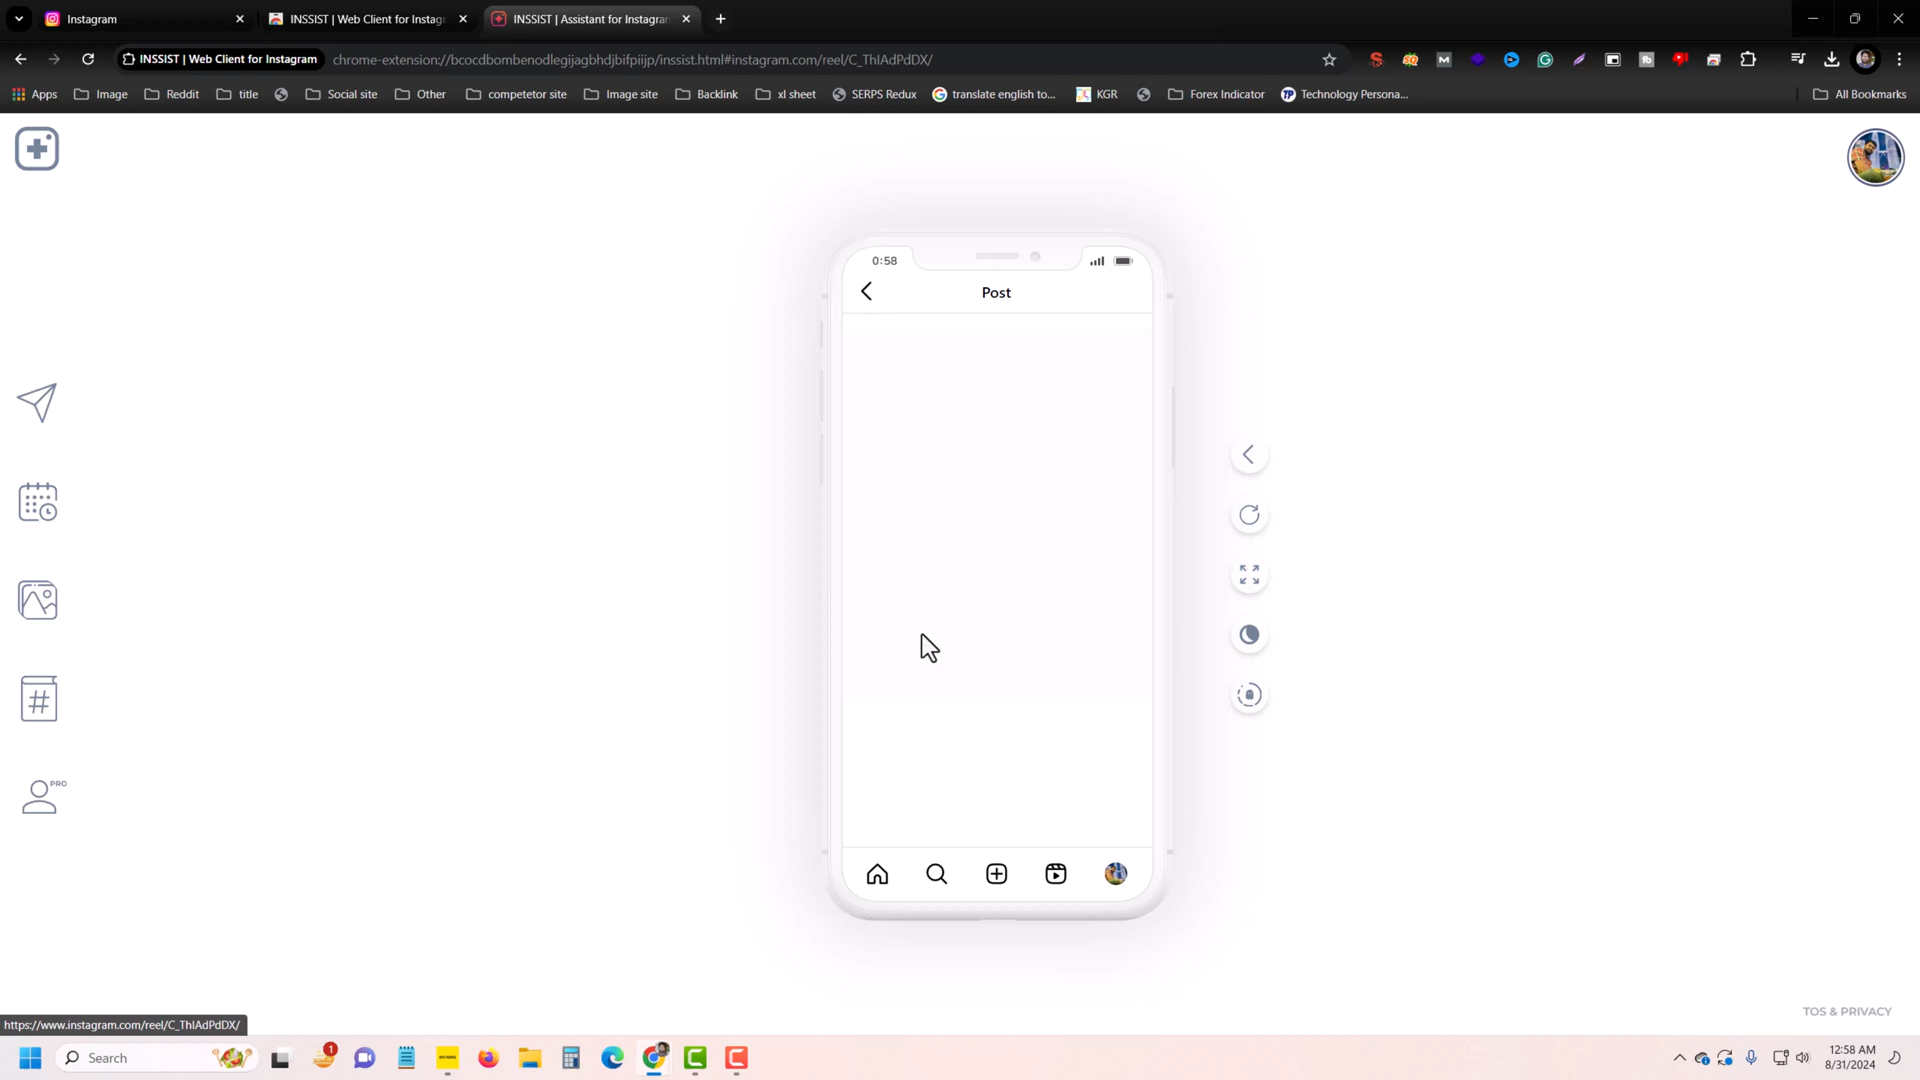 Instagram
INSSIST | Web Client for Instag
INSSIST | Assistant for Instagram
INSSIST | Web Client for Instagram
chrome-extension://bcocdbombenodlegijagbhdjbifpiijp/inssist.html#instagram.com/reel/C_ThIAdPdDX/
Apps
Image
Reddit
title
Social site
Other
competetor site
Image site
Backlink
xl sheet
SERPS Redux
translate english to...
KGR
Forex Indicator
Technology Persona...
All Bookmarks
0:58
Post
#
PRO
TOS & PRIVACY
https://www.instagram.com/reel/C_ThIAdPdDX/
Search
1
12:58 AM
8/31/2024